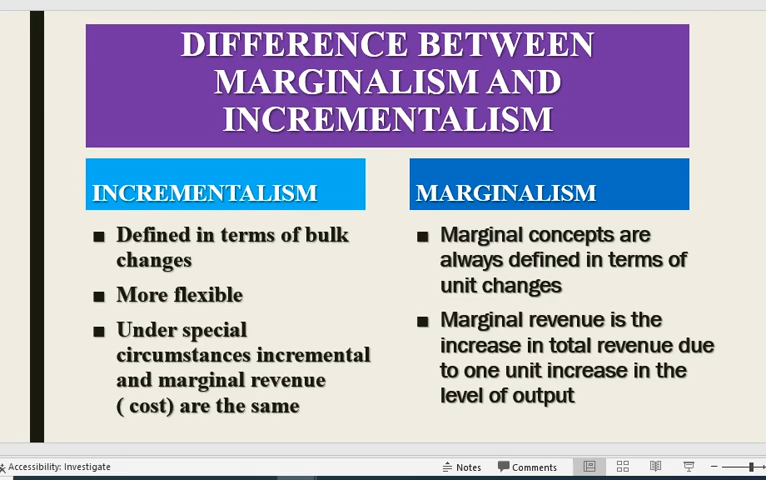 DIFFERENCE BETWEEN
MARGINALISM AND
INCREMENTALISM
INCREMENTALISM
■ Defined in terms of bulk
changes
■ More flexible
■ Under special
circumstances incremental
and marginal revenue
( cost) are the same
MARGINALISM
■ Marginal concepts are
always defined in terms of
unit changes
■ Marginal revenue is the
increase in total revenue due
to one unit increase in the
level of output
Accessibility: Investigate
Notes
Comments